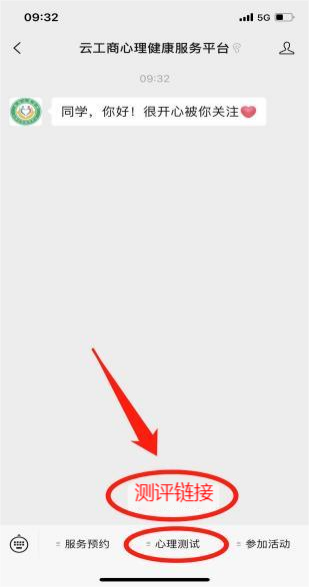 09:32
5G
云工商心理健康服务平台
09:32
同学，你好！很开心被你关注
测评链接
服务预约
心理测试
参加活动